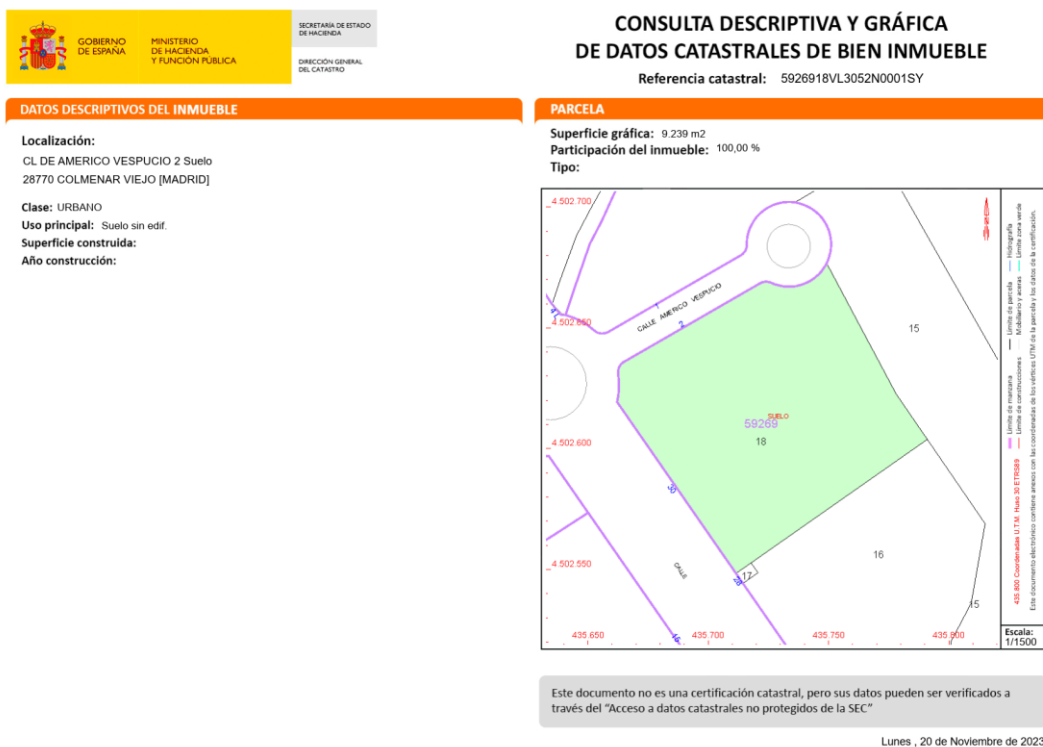 GOBIERNO
DE ESPAÑA
MINISTERIO
DE HACIENDA
Y FUNCIÓN PÚBLICA
SECRETARÍA DE ESTADO
DE HACIENDA
DIRECCIÓN GENERAL
DEL CATASTRO
CONSULTA DESCRIPTIVA Y GRÁFICA
DE DATOS CATASTRALES DE BIEN INMUEBLE
Referencia catastral: 5926918VL3052N0001SY
DATOS DESCRIPTIVOS DEL INMUEBLE
Localización:
CL DE AMERICO VESPUCIO 2 Suelo
28770 COLMENAR VIEJO [MADRID]
Clase: URBANO
Uso principal: Suelo sin edif.
Superficie construida:
Año construcción:
PARCELA
Superficie gráfica: 9.239 m2
Participación del inmueble: 100,00 %
Tipo:
4.502.700
4.502.650
4.502.600
4.502.550
435.650
435.700
435.750
435.800
41
1
CALLE AMERICO VESPUCIO
2
15
SUELO
59269
18
30
16
CALLE
17
28
15
46
Límite de manzana
Límite de parcela
Hidrografía
Límite de construcciones
Mobiliario y aceras
Límite zona verde
435.800 Coordenadas U.T.M. Huso 30 ETRS89
Este documento electrónico contiene anexos con las coordenadas de los vértices UTM de la parcela y los datos de la certificación.
Escala:
1/1500
Este documento no es una certificación catastral, pero sus datos pueden ser verificados a
través del "Acceso a datos catastrales no protegidos de la SEC"
Lunes , 20 de Noviembre de 2023